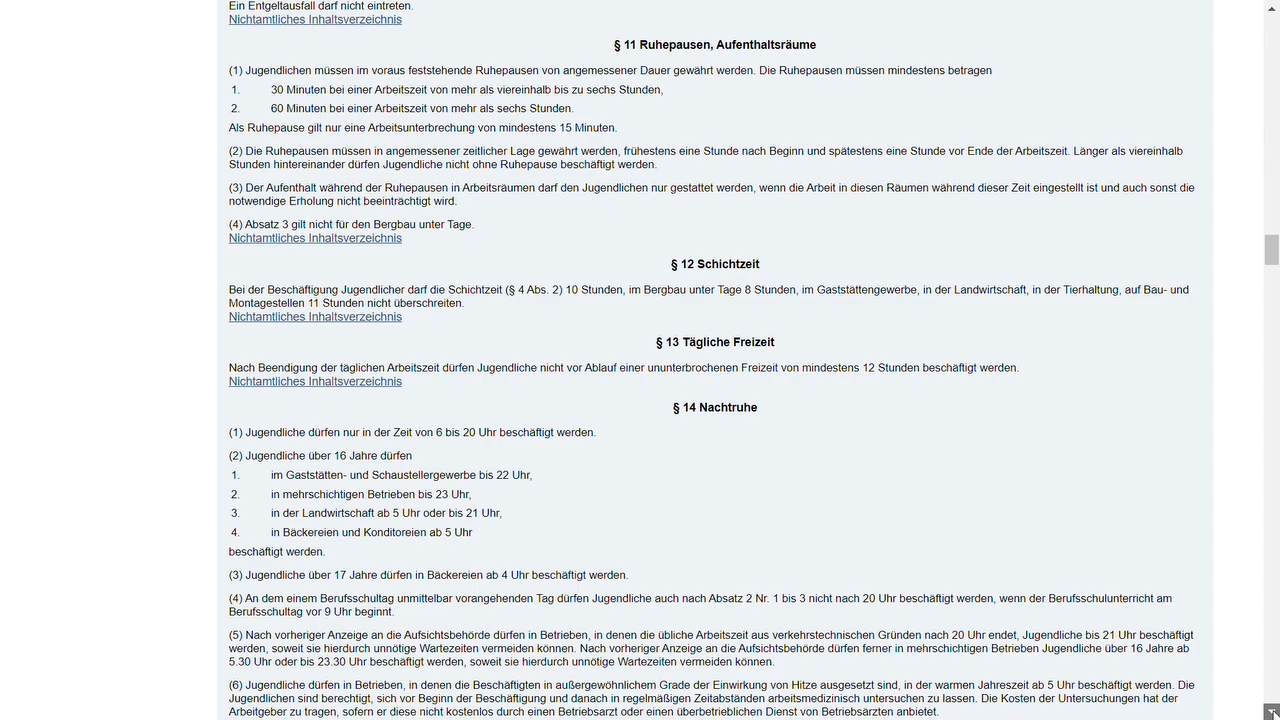 Ein Entgeltausfall darf nicht eintreten.
Nichtamtliches Inhaltsverzeichnis
§ 11 Ruhepausen, Aufenthaltsräume
(1) Jugendlichen müssen im voraus feststehende Ruhepausen von angemessener Dauer gewährt werden. Die Ruhepausen müssen mindestens betragen
1. 30 Minuten bei einer Arbeitszeit von mehr als viereinhalb bis zu sechs Stunden,
2. 60 Minuten bei einer Arbeitszeit von mehr als sechs Stunden.
Als Ruhepause gilt nur eine Arbeitsunterbrechung von mindestens 15 Minuten.
(2) Die Ruhepausen müssen in angemessener zeitlicher Lage gewährt werden, frühestens eine Stunde nach Beginn und spätestens eine Stunde vor Ende der Arbeitszeit. Länger als viereinhalb
Stunden hintereinander dürfen Jugendliche nicht ohne Ruhepause beschäftigt werden.
(3) Der Aufenthalt während der Ruhepausen in Arbeitsräumen darf den Jugendlichen nur gestattet werden, wenn die Arbeit in diesen Räumen während dieser Zeit eingestellt ist und auch sonst die
notwendige Erholung nicht beeinträchtigt wird.
(4) Absatz 3 gilt nicht für den Bergbau unter Tage.
Nichtamtliches Inhaltsverzeichnis
§ 12 Schichtzeit
Bei der Beschäftigung Jugendlicher darf die Schichtzeit (§ 4 Abs. 2) 10 Stunden, im Bergbau unter Tage 8 Stunden, im Gaststättengewerbe, in der Landwirtschaft, in der Tierhaltung, auf Bau- und
Montagestellen 11 Stunden nicht überschreiten.
Nichtamtliches Inhaltsverzeichnis
§ 13 Tägliche Freizeit
Nach Beendigung der täglichen Arbeitszeit dürfen Jugendliche nicht vor Ablauf einer ununterbrochenen Freizeit von mindestens 12 Stunden beschäftigt werden.
Nichtamtliches Inhaltsverzeichnis
§ 14 Nachtruhe
(1) Jugendliche dürfen nur in der Zeit von 6 bis 20 Uhr beschäftigt werden.
(2) Jugendliche über 16 Jahre dürfen
1. im Gaststätten- und Schaustellergewerbe bis 22 Uhr,
2. in mehrschichtigen Betrieben bis 23 Uhr,
3. in der Landwirtschaft ab 5 Uhr oder bis 21 Uhr,
4. in Bäckereien und Konditoreien ab 5 Uhr
beschäftigt werden.
(3) Jugendliche über 17 Jahre dürfen in Bäckereien ab 4 Uhr beschäftigt werden.
(4) An dem einem Berufsschultag unmittelbar vorangehenden Tag dürfen Jugendliche auch nach Absatz 2 Nr. 1 bis 3 nicht nach 20 Uhr beschäftigt werden, wenn der Berufsschulunterricht am
Berufsschultag vor 9 Uhr beginnt.
(5) Nach vorheriger Anzeige an die Aufsichtsbehörde dürfen in Betrieben, in denen die übliche Arbeitszeit aus verkehrstechnischen Gründen nach 20 Uhr endet, Jugendliche bis 21 Uhr beschäftigt
werden, soweit sie hierdurch unnötige Wartezeiten vermeiden können. Nach vorheriger Anzeige an die Aufsichtsbehörde dürfen ferner in mehrschichtigen Betrieben Jugendliche über 16 Jahre ab
5.30 Uhr oder bis 23.30 Uhr beschäftigt werden, soweit sie hierdurch unnötige Wartezeiten vermeiden können.
(6) Jugendliche dürfen in Betrieben, in denen die Beschäftigten in außergewöhnlichem Grade der Einwirkung von Hitze ausgesetzt sind, in der warmen Jahreszeit ab 5 Uhr beschäftigt werden. Die
Jugendlichen sind berechtigt, sich vor Beginn der Beschäftigung und danach in regelmäßigen Zeitabständen arbeitsmedizinisch untersuchen zu lassen. Die Kosten der Untersuchungen hat der
Arbeitgeber zu tragen, sofern er diese nicht kostenlos durch einen Betriebsarzt oder einen überbetrieblichen Dienst von Betriebsärzten anbietet.